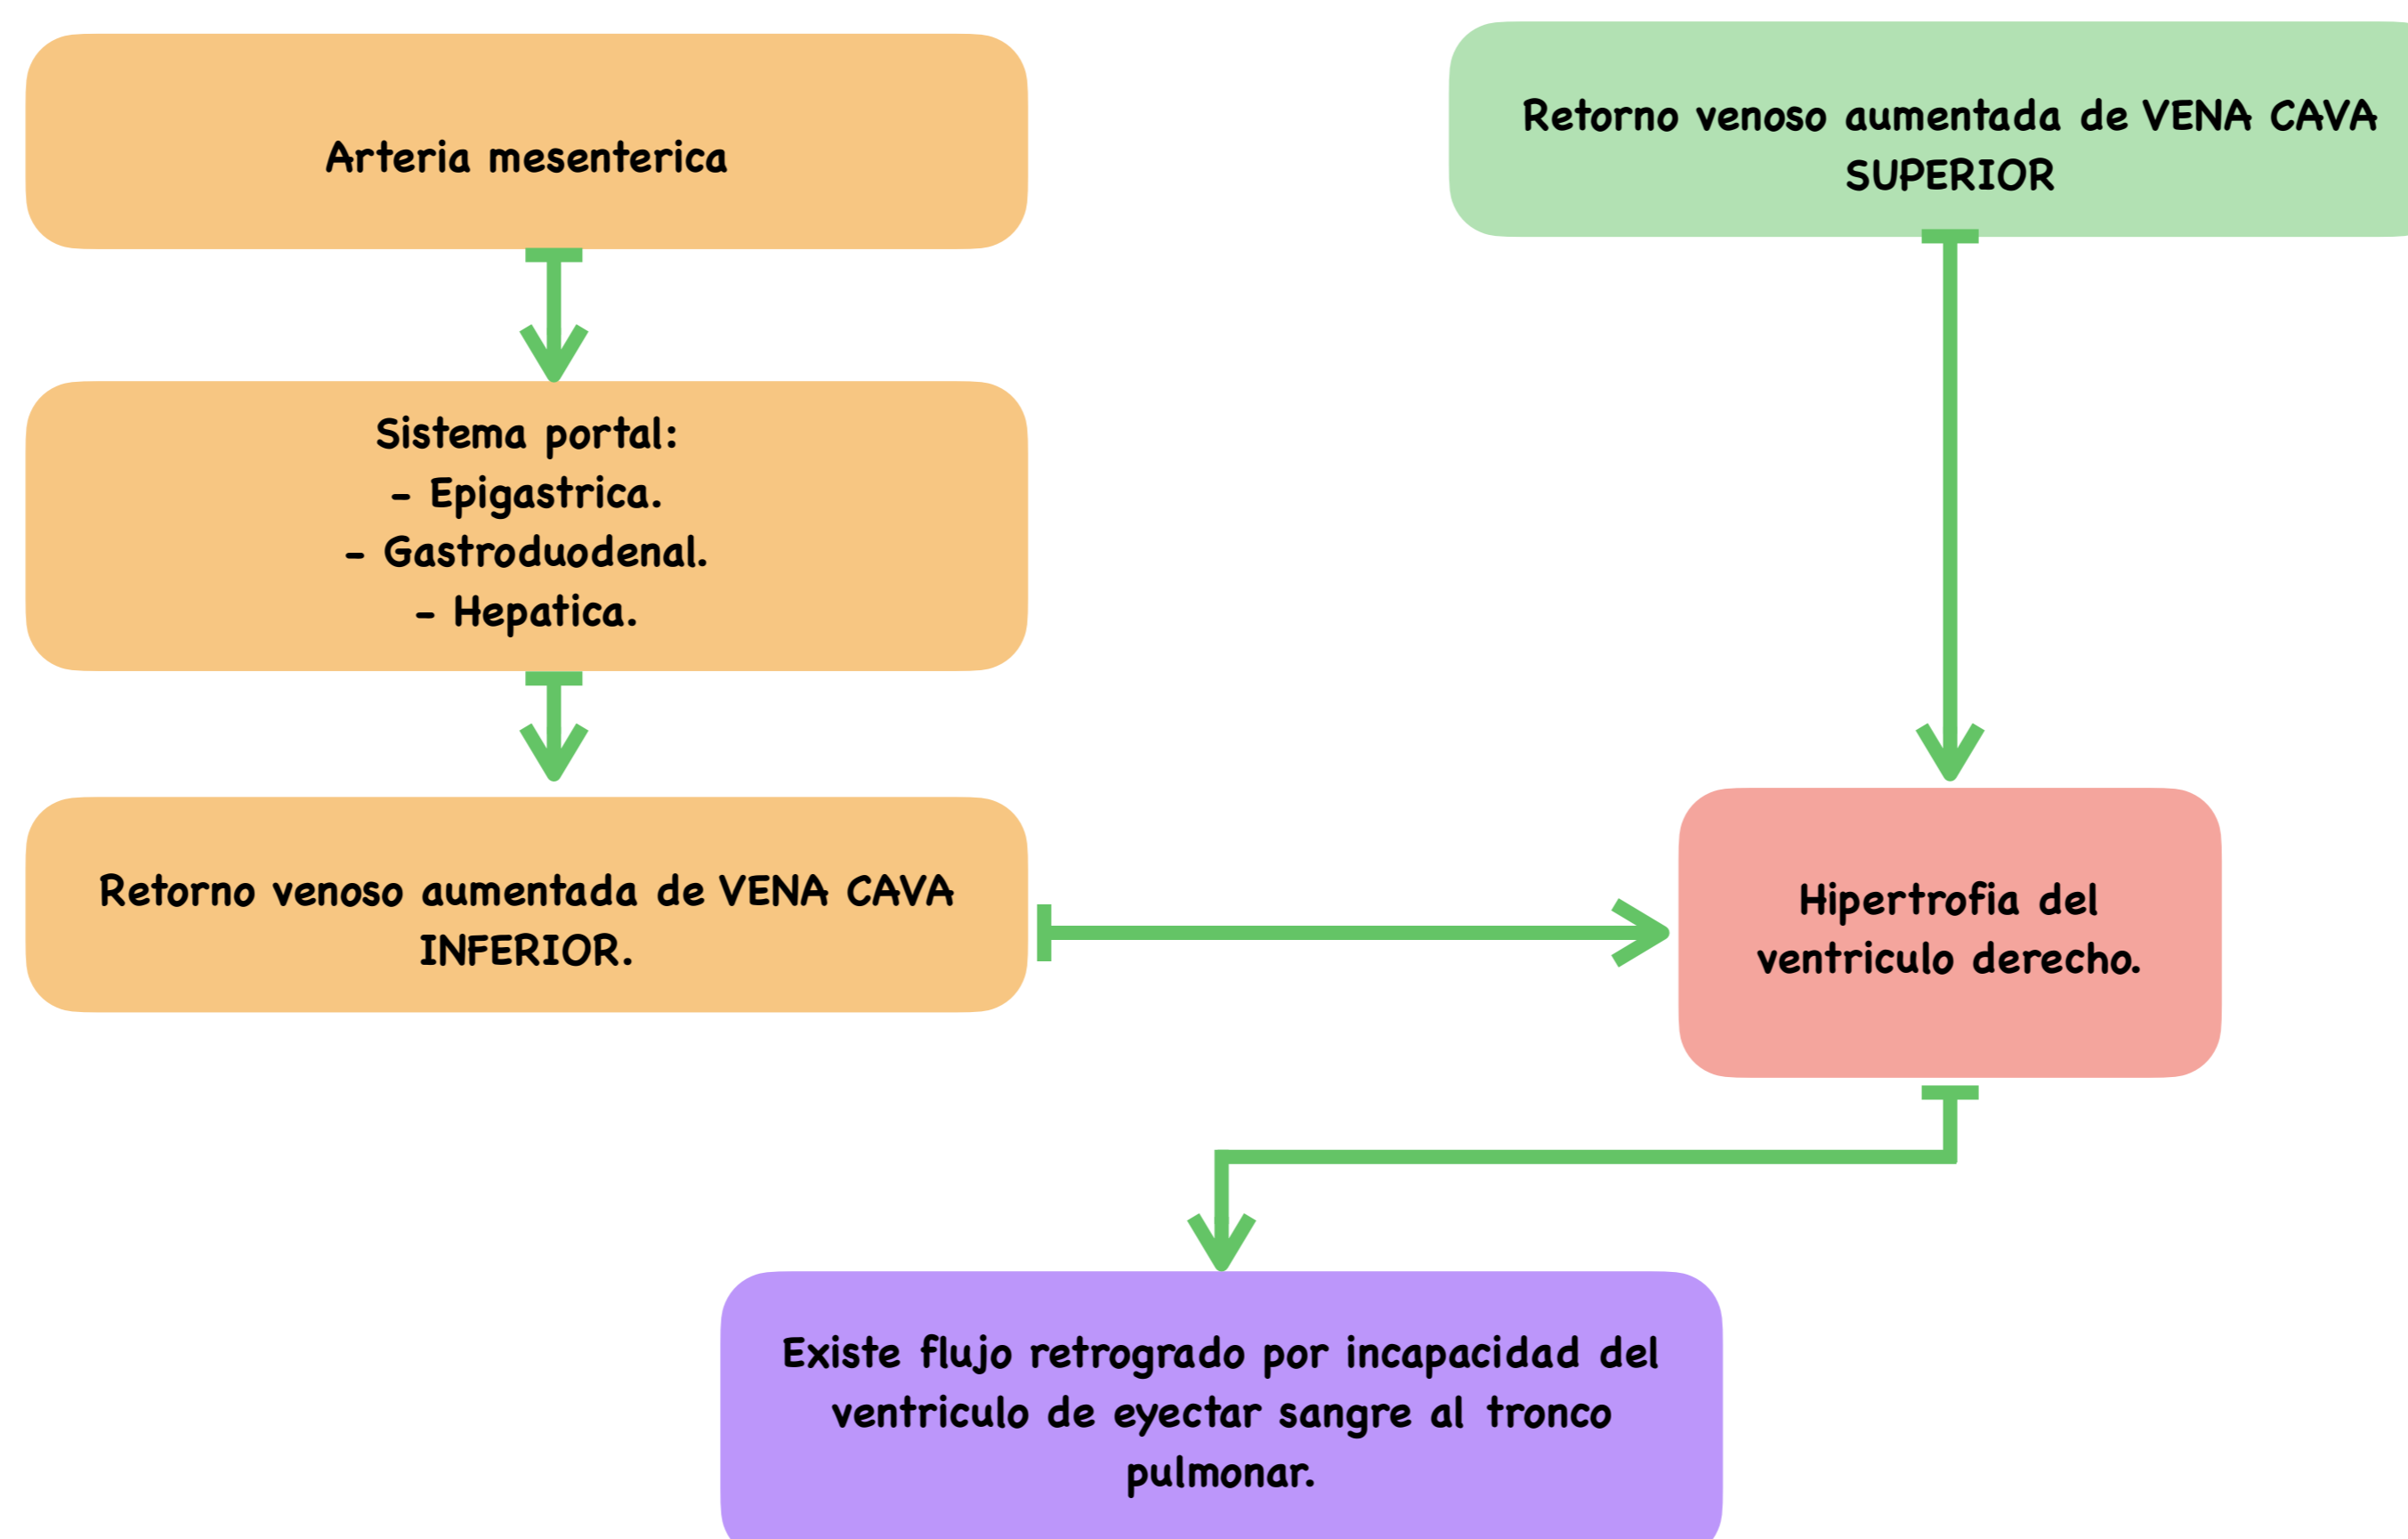 Arteria mesenterica
Retorno venoso aumentada de VENA CAVA
SUPERIOR
Sistema portal:
- Epigastrica.
- Gastroduodenal.
- Hepatica.
Retorno venoso aumentada de VENA CAVA
INFERIOR.
Hipertrofia del
ventriculo derecho.
Existe flujo retrogrado por incapacidad del
ventriculo de eyectar sangre al tronco
pulmonar.